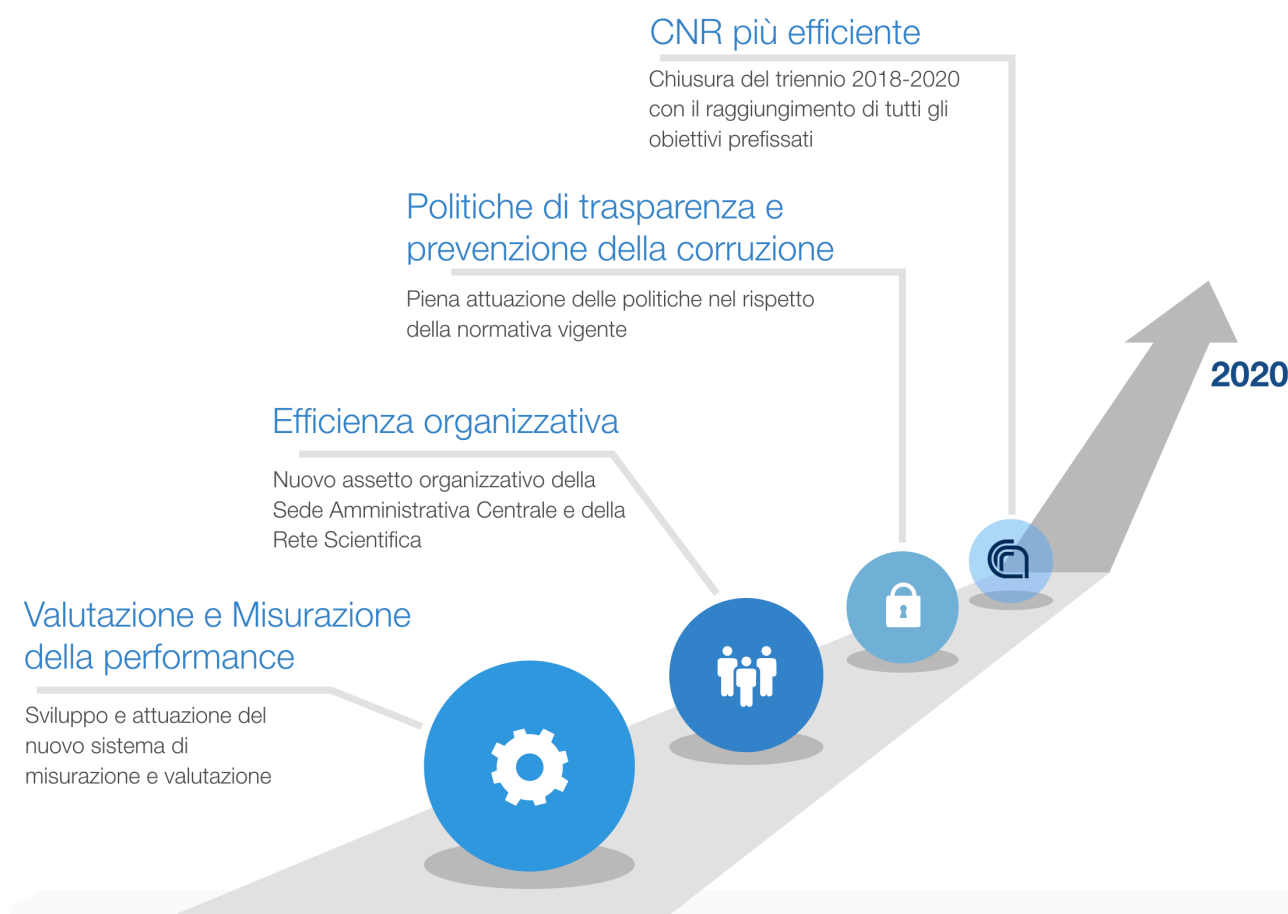 CNR più efficiente
Chiusura del triennio 2018-2020
con il raggiungimento di tutti gli
obiettivi prefissati
Politiche di trasparenza e
prevenzione della corruzione
Piena attuazione delle politiche nel rispetto
della normativa vigente
2020
Efficienza organizzativa
Nuovo assetto organizzativo della
Sede Amministrativa Centrale e della
Rete Scientifica
Valutazione e Misurazione
della performance
Sviluppo e attuazione del
nuovo sistema di
misurazione e valutazione